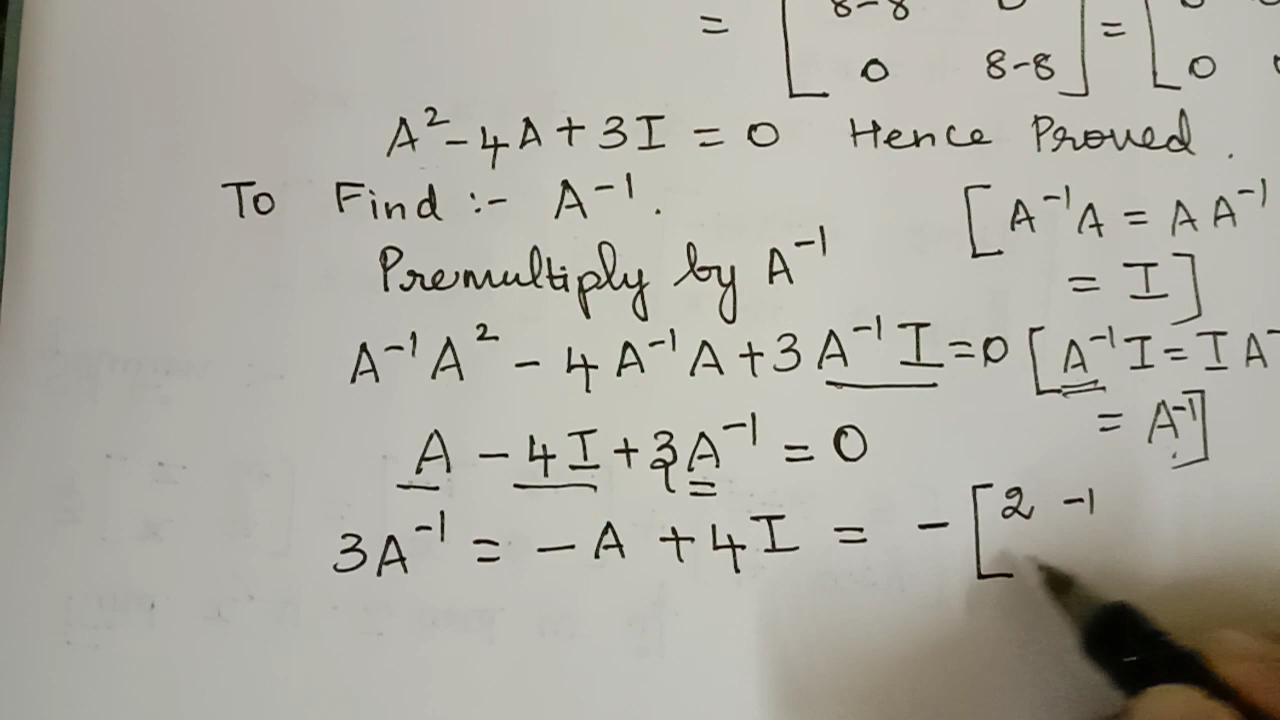 = [ 8-8 0
0 8-8 ] = [ 0
A² - 4A + 3I = 0 Hence Proved.
To Find :- A⁻¹.
[A⁻¹A = AA⁻¹
= I]
Premultiply by A⁻¹
A⁻¹A² - 4A⁻¹A + 3A⁻¹I = 0 [A⁻¹I = IA⁻
= A⁻¹]
A - 4I + 3A⁻¹ = 0
3A⁻¹ = -A + 4I = - [ 2 -1